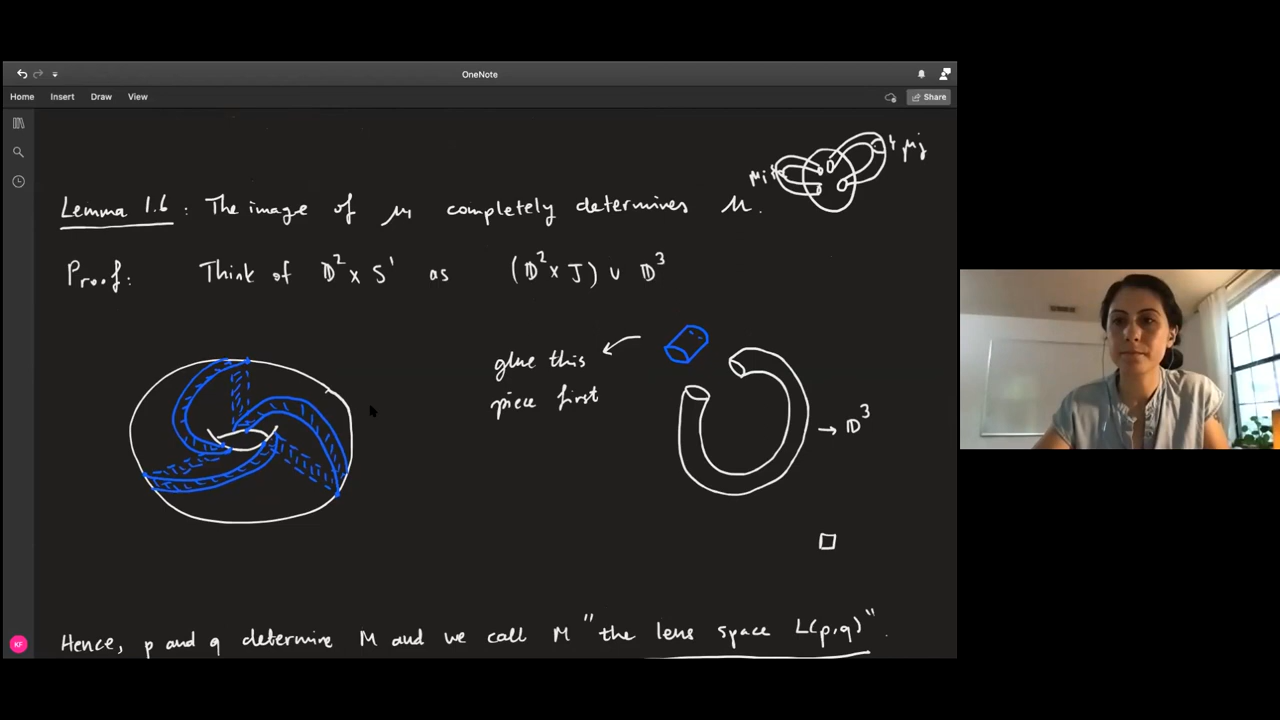 OneNote
Home Insert Draw View Share
μi μj
Lemma 1.6 : The image of μ completely determines M.
Proof: Think of D² × S¹ as (D² × J) ∪ D³
glue this
piece first
→ D³
□
KF
Hence, p and q determine M and we call M "the lens space L(p,q)".